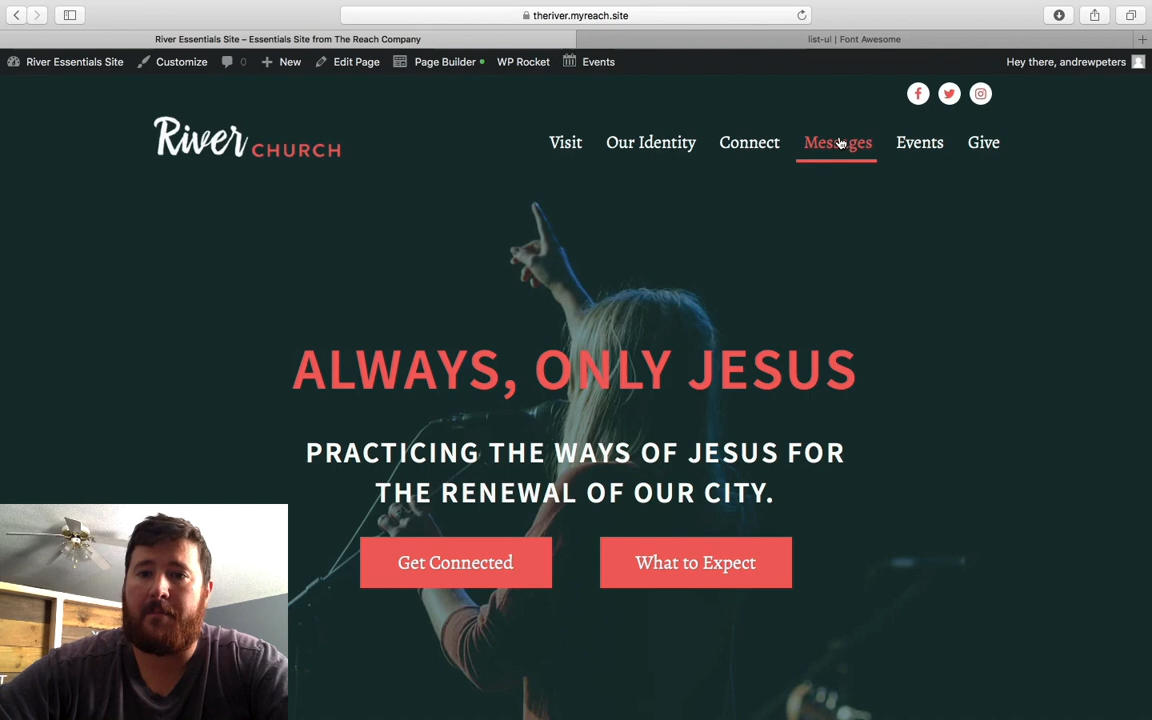 theriver.myreach.site
River Essentials Site – Essentials Site from The Reach Company
list-ul | Font Awesome
River Essentials Site
Customize
0
New
Edit Page
Page Builder
WP Rocket
Events
Hey there, andrewpeters
River CHURCH
Visit
Our Identity
Connect
Messages
Events
Give
ALWAYS, ONLY JESUS
PRACTICING THE WAYS OF JESUS FOR
THE RENEWAL OF OUR CITY.
Get Connected
What to Expect